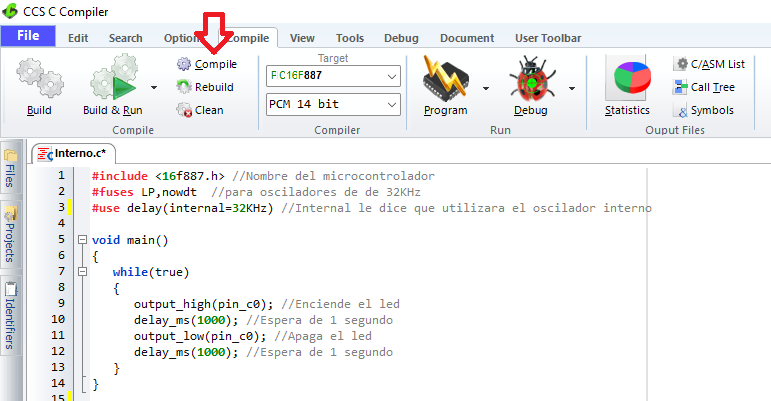 CCS C Compiler
File Edit Search Options Compile View Tools Debug Document User Toolbar
Build
Build & Run
Compile
Rebuild
Clean
Compile
Target
PIC16F887
PCM 14 bit
Compiler
Program
Debug
Run
Statistics
C/ASM List
Call Tree
Symbols
Ouput Files
Files
Projects
Identifiers
Interno.c*
1 #include <16f887.h> //Nombre del microcontrolador
2 #fuses LP,nowdt //para osciladores de de 32KHz
3 #use delay(internal=32KHz) //Internal le dice que utilizara el oscilador interno
4
5 void main()
6 {
7 while(true)
8 {
9 output_high(pin_c0); //Enciende el led
10 delay_ms(1000); //Espera de 1 segundo
11 output_low(pin_c0); //Apaga el led
12 delay_ms(1000); //Espera de 1 segundo
13 }
14 }
15